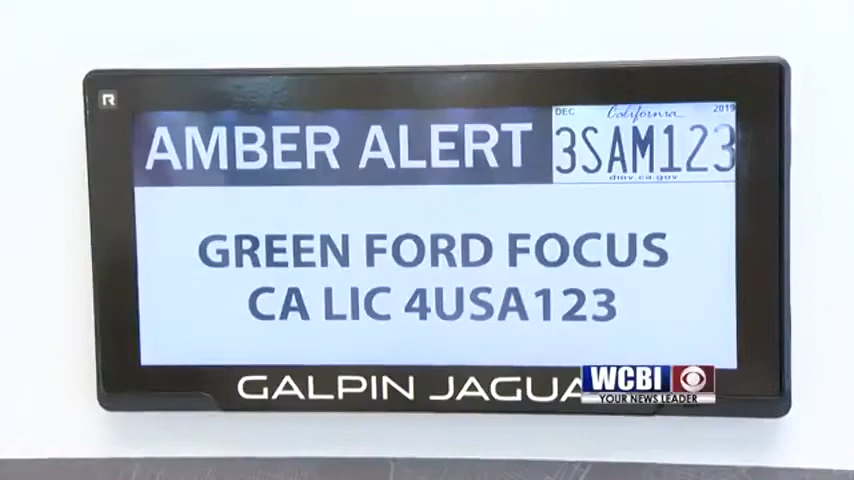 R
AMBER ALERT
DEC California 2019
3SAM123
dmv.ca.gov
GREEN FORD FOCUS
CA LIC 4USA123
GALPIN JAGUA
WCBI
YOUR NEWS LEADER